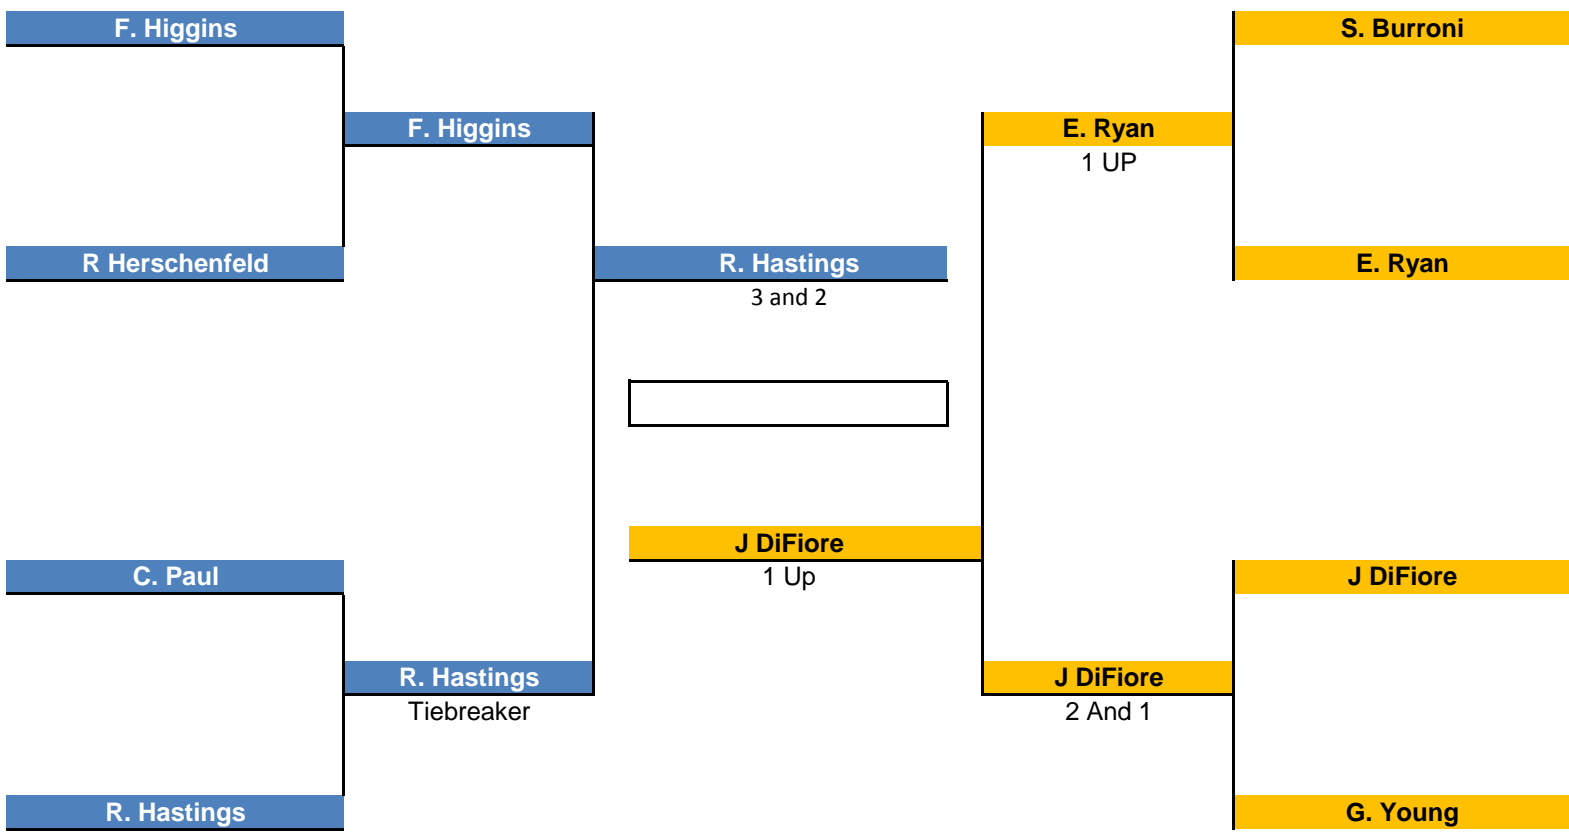 F. Higgins
S. Burroni
F. Higgins
E. Ryan
1 UP
R Herschenfeld
R. Hastings
E. Ryan
3 and 2
J DiFiore
1 Up
C. Paul
J DiFiore
R. Hastings
J DiFiore
Tiebreaker
2 And 1
R. Hastings
G. Young